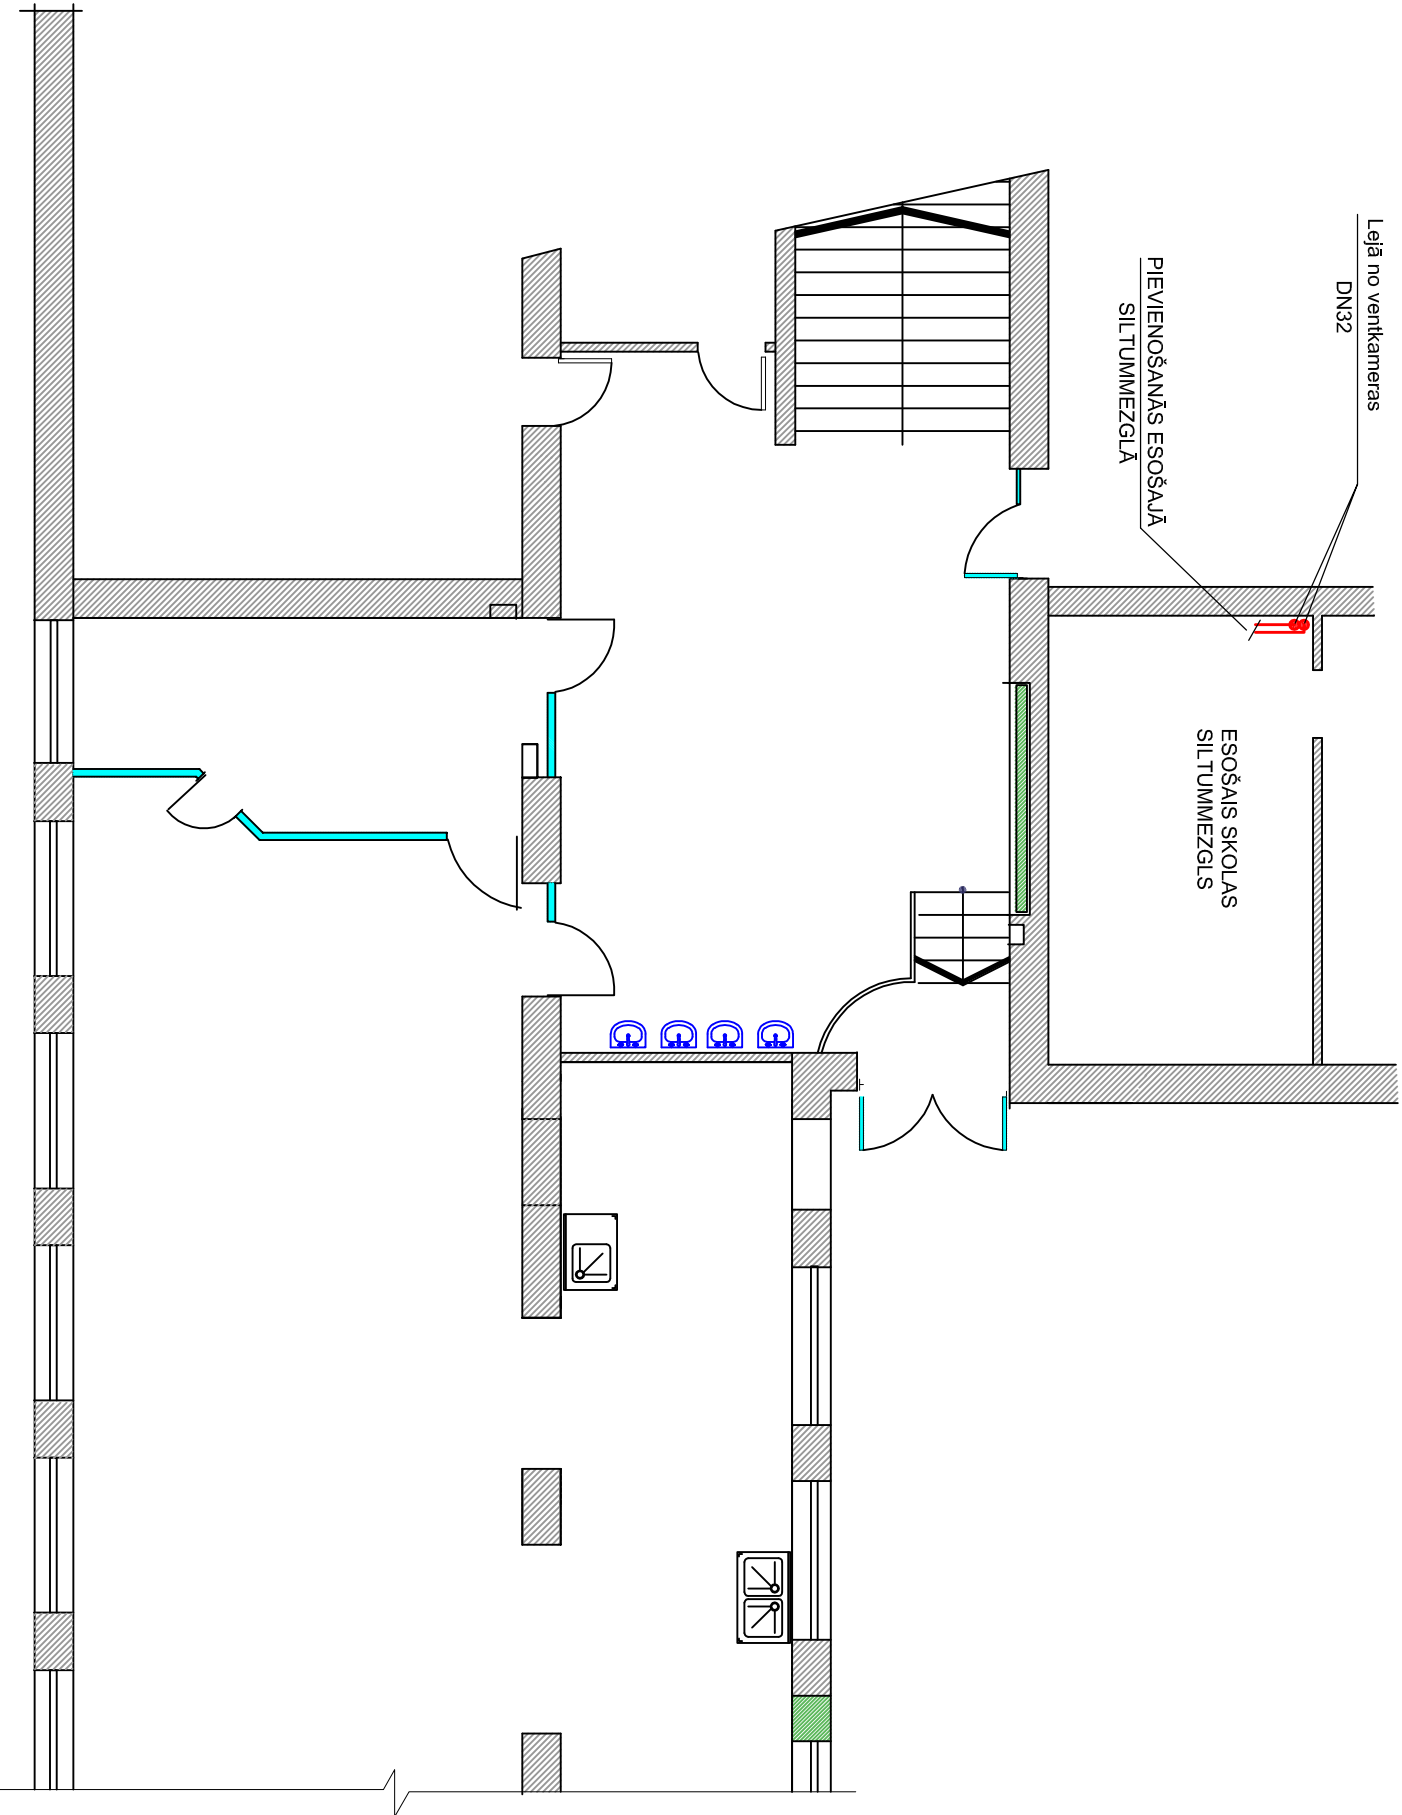 Lejā no ventkameras
DN32
PIEVIENOŠANĀS ESOŠAJĀ
SILTUMMEZGLĀ
ESOŠAIS SKOLAS
SILTUMMEZGLS